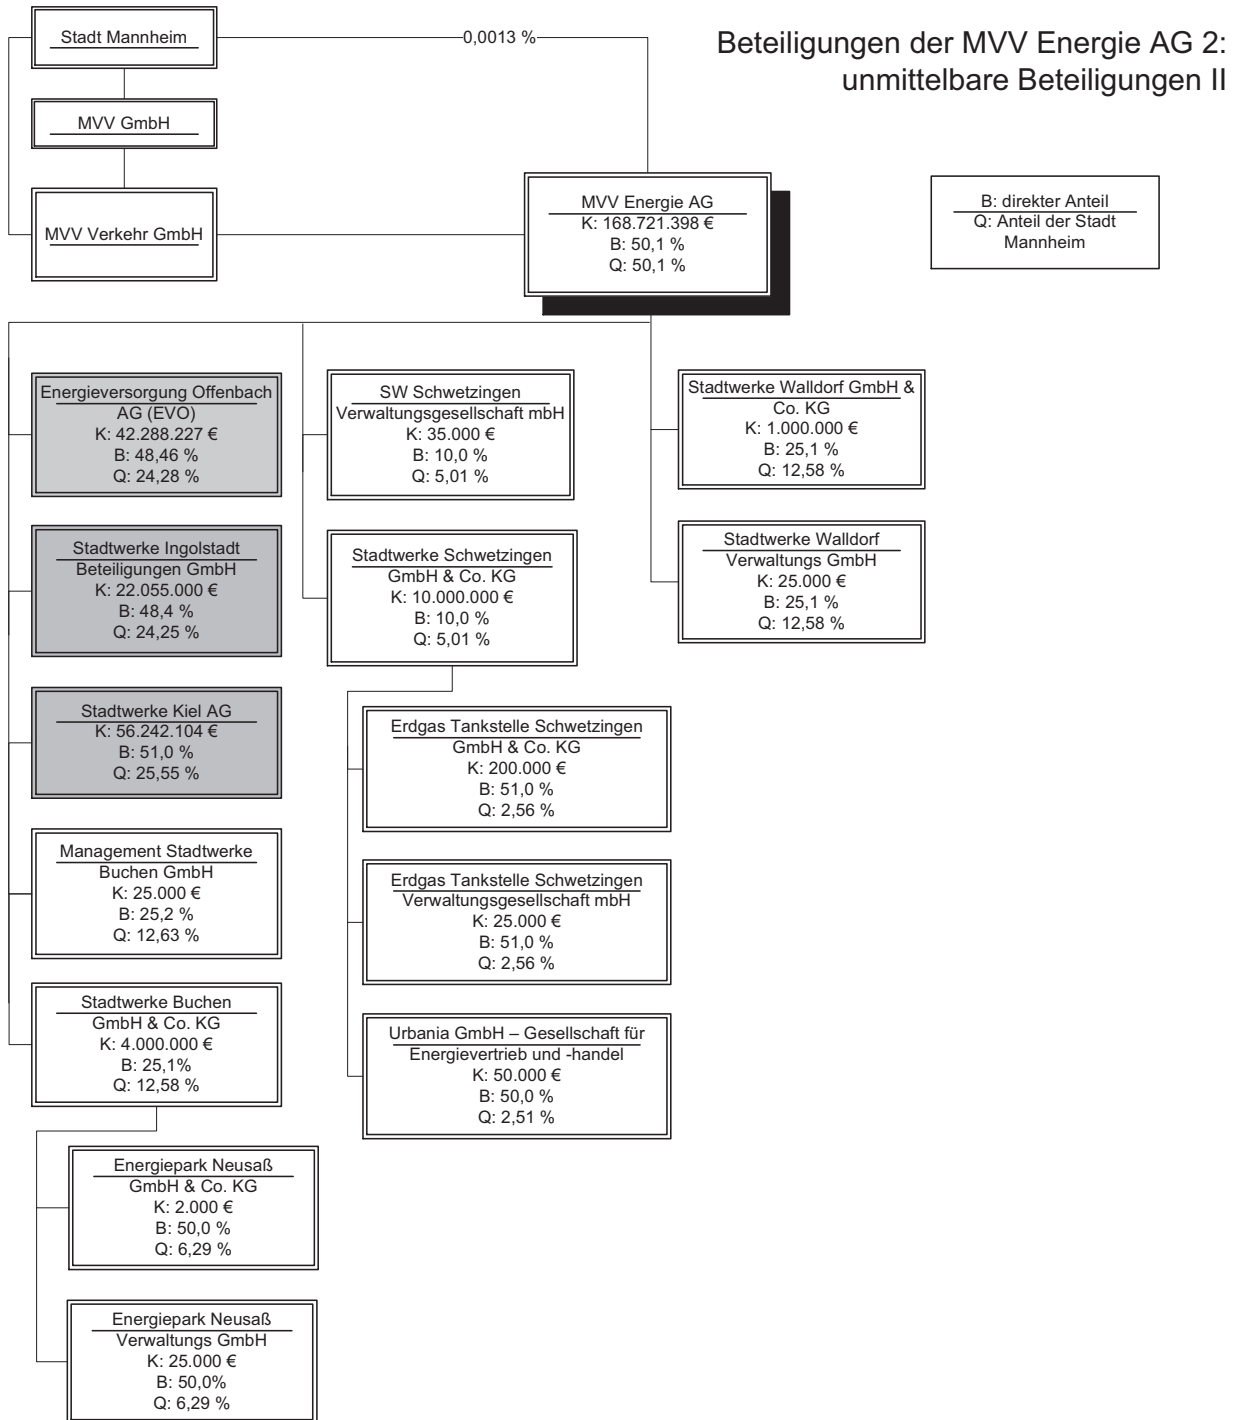 Beteiligungen der MVV Energie AG 2:
unmittelbare Beteiligungen II
Stadt Mannheim
0,0013 %
MVV GmbH
MVV Verkehr GmbH
MVV Energie AG
K: 168.721.398 €
B: 50,1 %
Q: 50,1 %
B: direkter Anteil
Q: Anteil der Stadt
Mannheim
Energieversorgung Offenbach
AG (EVO)
K: 42.288.227 €
B: 48,46 %
Q: 24,28 %
Stadtwerke Ingolstadt
Beteiligungen GmbH
K: 22.055.000 €
B: 48,4 %
Q: 24,25 %
Stadtwerke Kiel AG
K: 56.242.104 €
B: 51,0 %
Q: 25,55 %
Management Stadtwerke
Buchen GmbH
K: 25.000 €
B: 25,2 %
Q: 12,63 %
Stadtwerke Buchen
GmbH & Co. KG
K: 4.000.000 €
B: 25,1%
Q: 12,58 %
Energiepark Neusaß
GmbH & Co. KG
K: 2.000 €
B: 50,0 %
Q: 6,29 %
Energiepark Neusaß
Verwaltungs GmbH
K: 25.000 €
B: 50,0%
Q: 6,29 %
SW Schwetzingen
Verwaltungsgesellschaft mbH
K: 35.000 €
B: 10,0 %
Q: 5,01 %
Stadtwerke Schwetzingen
GmbH & Co. KG
K: 10.000.000 €
B: 10,0 %
Q: 5,01 %
Erdgas Tankstelle Schwetzingen
GmbH & Co. KG
K: 200.000 €
B: 51,0 %
Q: 2,56 %
Erdgas Tankstelle Schwetzingen
Verwaltungsgesellschaft mbH
K: 25.000 €
B: 51,0 %
Q: 2,56 %
Urbania GmbH – Gesellschaft für
Energievertrieb und -handel
K: 50.000 €
B: 50,0 %
Q: 2,51 %
Stadtwerke Walldorf GmbH &
Co. KG
K: 1.000.000 €
B: 25,1 %
Q: 12,58 %
Stadtwerke Walldorf
Verwaltungs GmbH
K: 25.000 €
B: 25,1 %
Q: 12,58 %